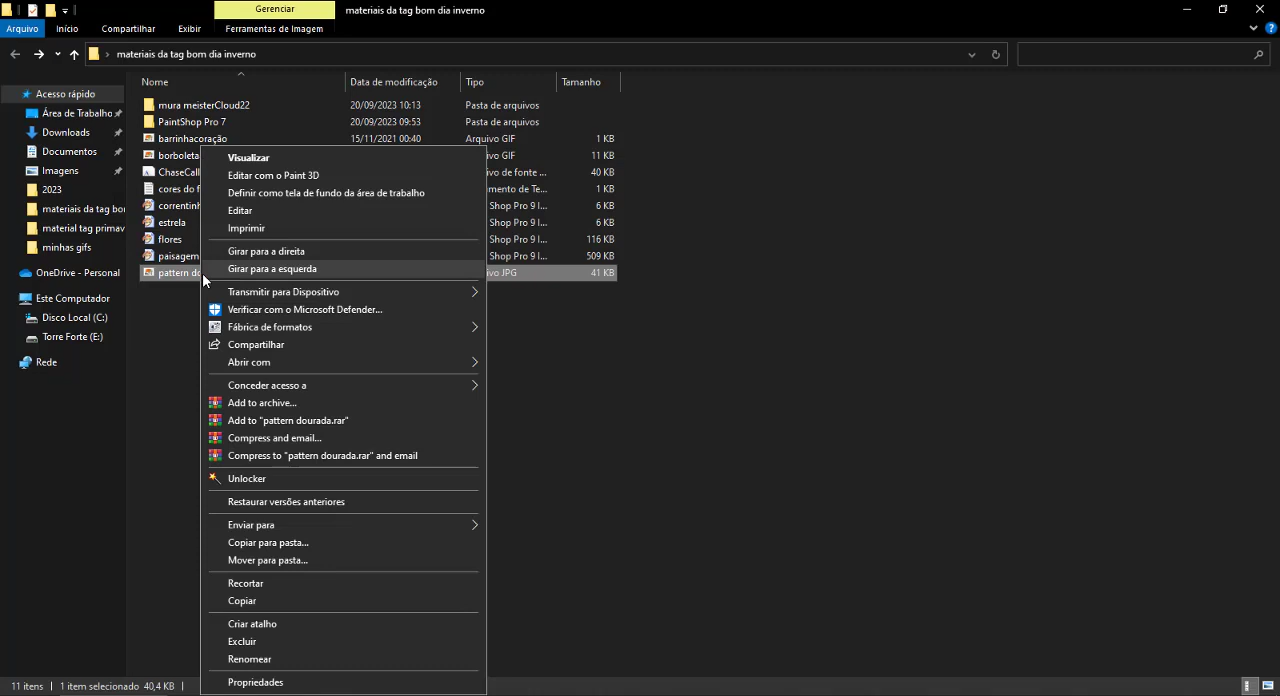 Gerenciar materiais da tag bom dia inverno
Arquivo Início Compartilhar Exibir Ferramentas de Imagem
materiais da tag bom dia inverno
Nome Data de modificação Tipo Tamanho
Acesso rápido
Área de Trabalho
Downloads
Documentos
Imagens
2023
materiais da tag bo
material tag primav
minhas gifs
OneDrive - Personal
Este Computador
Disco Local (C:)
Torre Forte (E:)
Rede
mura meisterCloud22 20/09/2023 10:13 Pasta de arquivos
PaintShop Pro 7 20/09/2023 09:53 Pasta de arquivos
barrinhacoração 15/11/2021 00:40 Arquivo GIF 1 KB
borboleta ivo GIF 11 KB
ChaseCall ivo de fonte ... 40 KB
cores do f umento de Te... 1 KB
correntinh Shop Pro 9 I... 6 KB
estrela Shop Pro 9 I... 6 KB
flores Shop Pro 9 I... 116 KB
paisagem Shop Pro 9 I... 509 KB
pattern do ivo JPG 41 KB
Visualizar
Editar com o Paint 3D
Definir como tela de fundo da área de trabalho
Editar
Imprimir
Girar para a direita
Girar para a esquerda
Transmitir para Dispositivo
Verificar com o Microsoft Defender...
Fábrica de formatos
Compartilhar
Abrir com
Conceder acesso a
Add to archive...
Add to "pattern dourada.rar"
Compress and email...
Compress to "pattern dourada.rar" and email
Unlocker
Restaurar versões anteriores
Enviar para
Copiar para pasta...
Mover para pasta...
Recortar
Copiar
Criar atalho
Excluir
Renomear
Propriedades
11 itens 1 item selecionado 40,4 KB